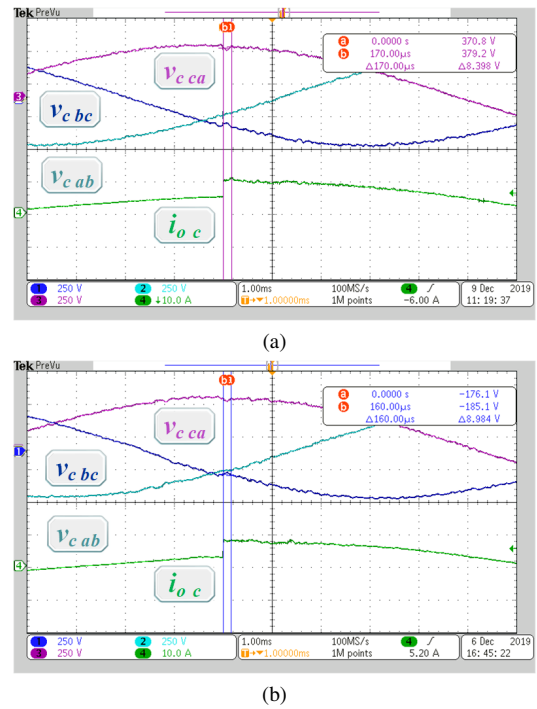 Tek PreVu
b1
a 0.0000 s 370.8 V
b 170.00µs 379.2 V
△170.00µs △8.398 V
v c ca
3
v c bc
v c ab
4
i o c
1 250 V 2 250 V 1.00ms 100MS/s 4 9 Dec 2019
3 250 V 4 ↓10.0 A T→▼1.00000ms 1M points −6.00 A 11:19:37
(a)
Tek PreVu
b1
a 0.0000 s −176.1 V
b 160.00µs −185.1 V
△160.00µs △8.984 V
v c ca
1
v c bc
v c ab
4
i o c
1 250 V 2 250 V 1.00ms 100MS/s 4 6 Dec 2019
3 250 V 4 10.0 A T→▼1.00000ms 1M points 5.20 A 16:45:22
(b)